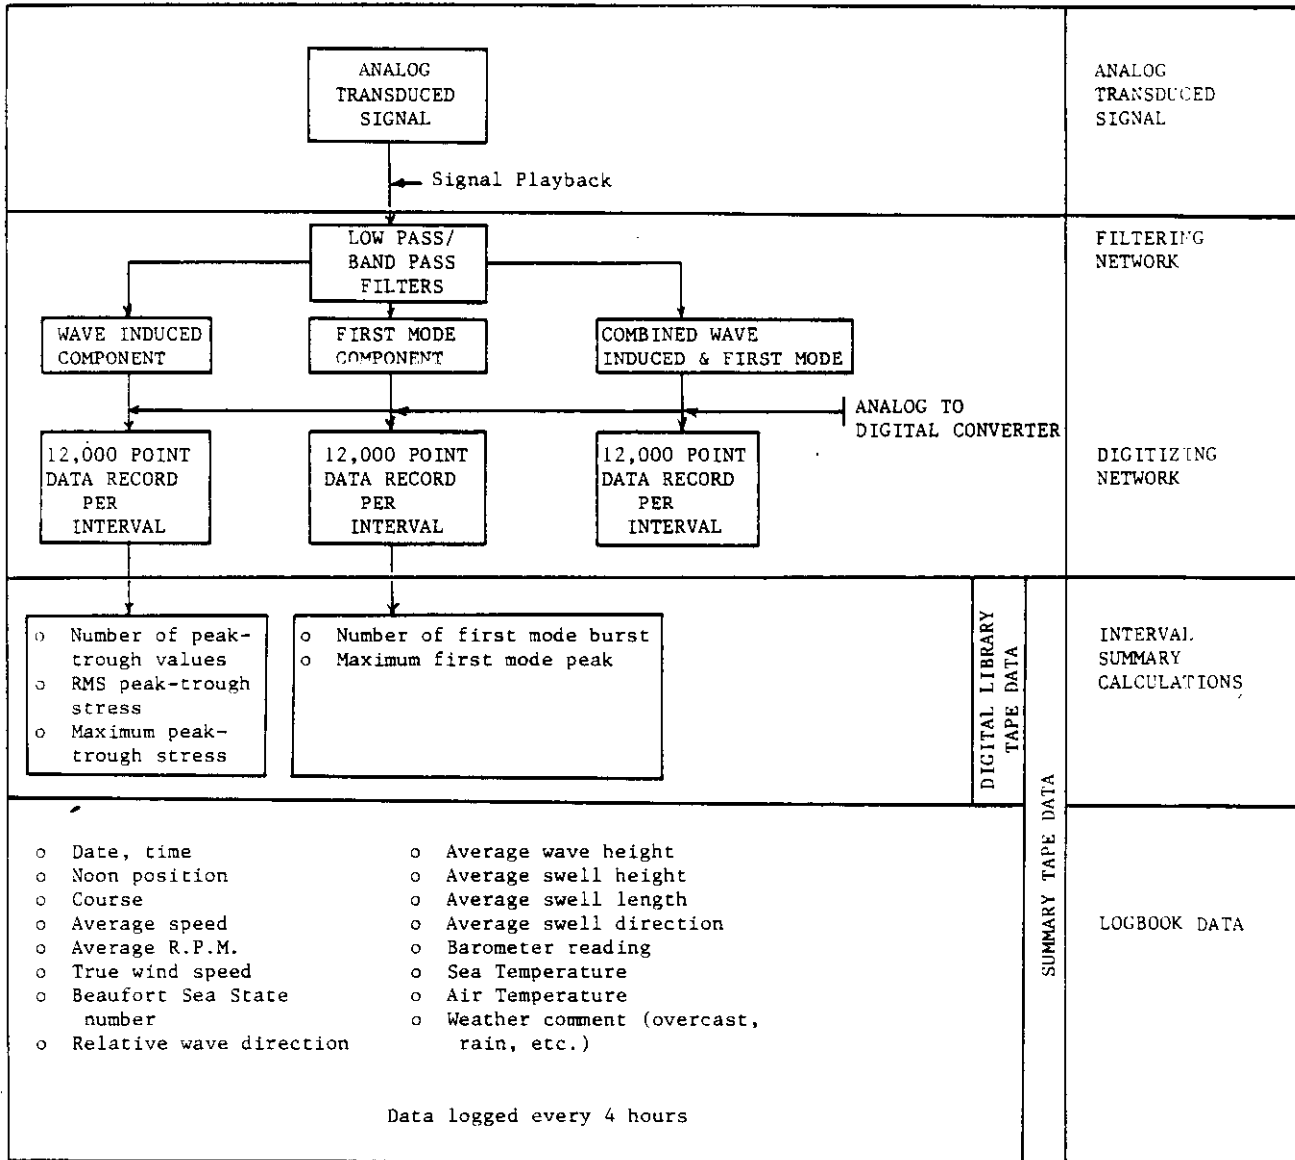 ANALOG
TRANSDUCED
SIGNAL
ANALOG
TRANSDUCED
SIGNAL
Signal Playback
LOW PASS/
BAND PASS
FILTERS
FILTERING
NETWORK
WAVE INDUCED
COMPONENT
FIRST MODE
COMPONENT
COMBINED WAVE
INDUCED & FIRST MODE
ANALOG TO
DIGITAL CONVERTER
12,000 POINT
DATA RECORD
PER
INTERVAL
12,000 POINT
DATA RECORD
PER
INTERVAL
12,000 POINT
DATA RECORD
PER
INTERVAL
DIGITIZING
NETWORK
o Number of peak-
trough values
o RMS peak-trough
stress
o Maximum peak-
trough stress
o Number of first mode burst
o Maximum first mode peak
DIGITAL LIBRARY
TAPE DATA
INTERVAL
SUMMARY
CALCULATIONS
o Date, time
o Noon position
o Course
o Average speed
o Average R.P.M.
o True wind speed
o Beaufort Sea State
number
o Relative wave direction
o Average wave height
o Average swell height
o Average swell length
o Average swell direction
o Barometer reading
o Sea Temperature
o Air Temperature
o Weather comment (overcast,
rain, etc.)
Data logged every 4 hours
SUMMARY TAPE DATA
LOGBOOK DATA